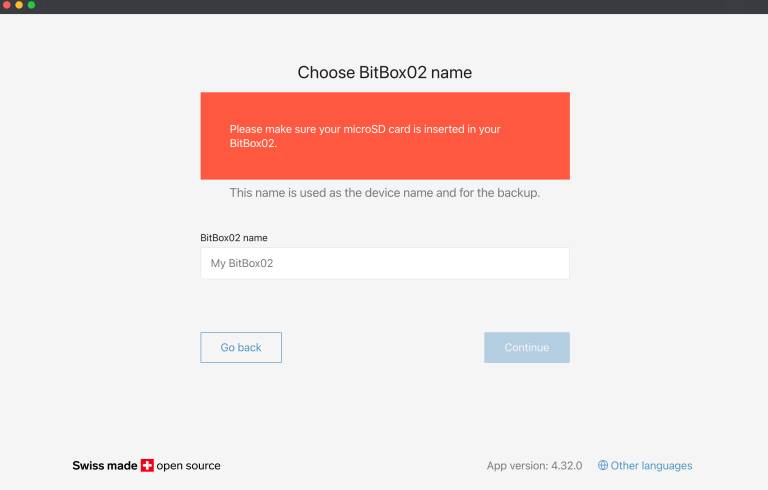 Choose BitBox02 name
Please make sure your microSD card is inserted in your
BitBox02.
This name is used as the device name and for the backup.
BitBox02 name
My BitBox02
Go back
Continue
Swiss made open source
App version: 4.32.0
Other languages